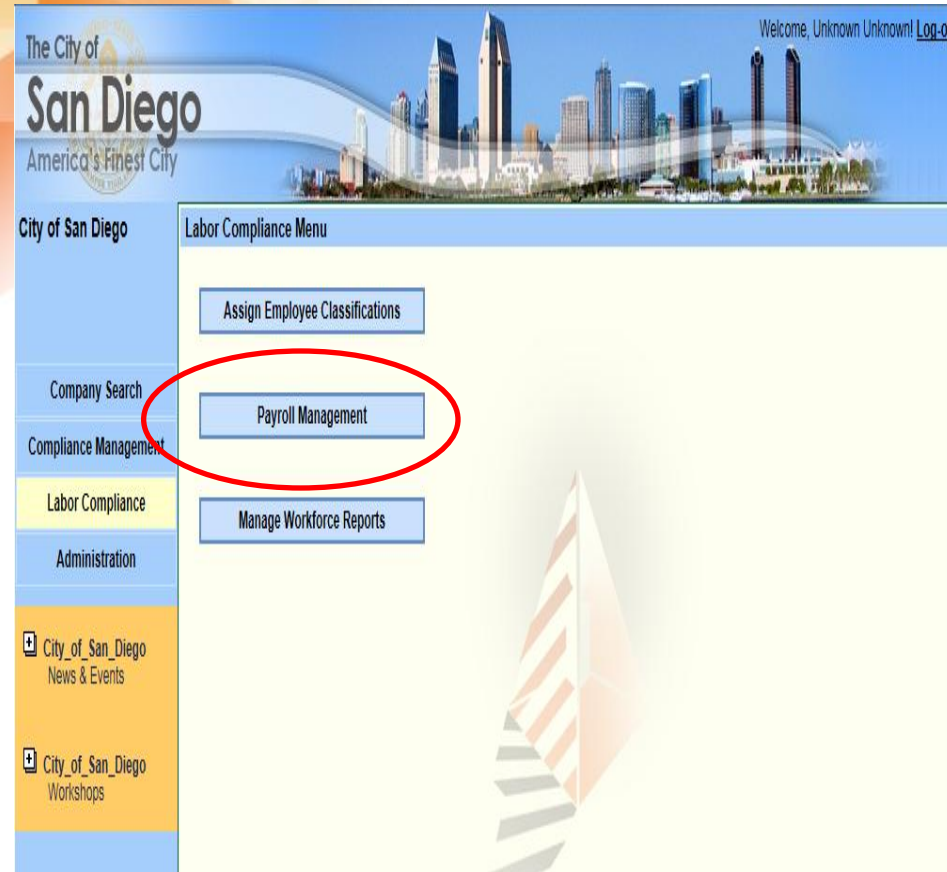 Welcome, Unknown Unknown! Log-o
The City of
San Diego
America's Finest City
City of San Diego
Labor Compliance Menu
Assign Employee Classifications
Payroll Management
Manage Workforce Reports
Company Search
Compliance Management
Labor Compliance
Administration
City_of_San_Diego
News & Events
City_of_San_Diego
Workshops